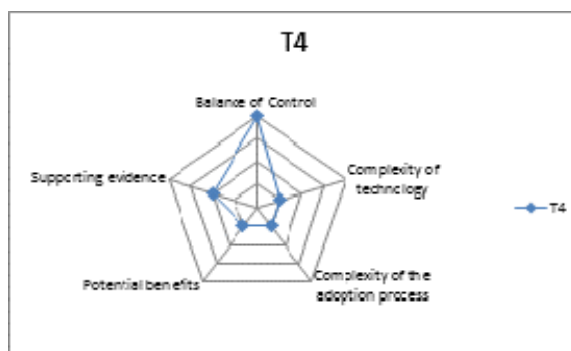 T4
Balance of Control
Supporting evidence
Complexity of
technology
T4
Potential benefits
Complexity of the
adoption process